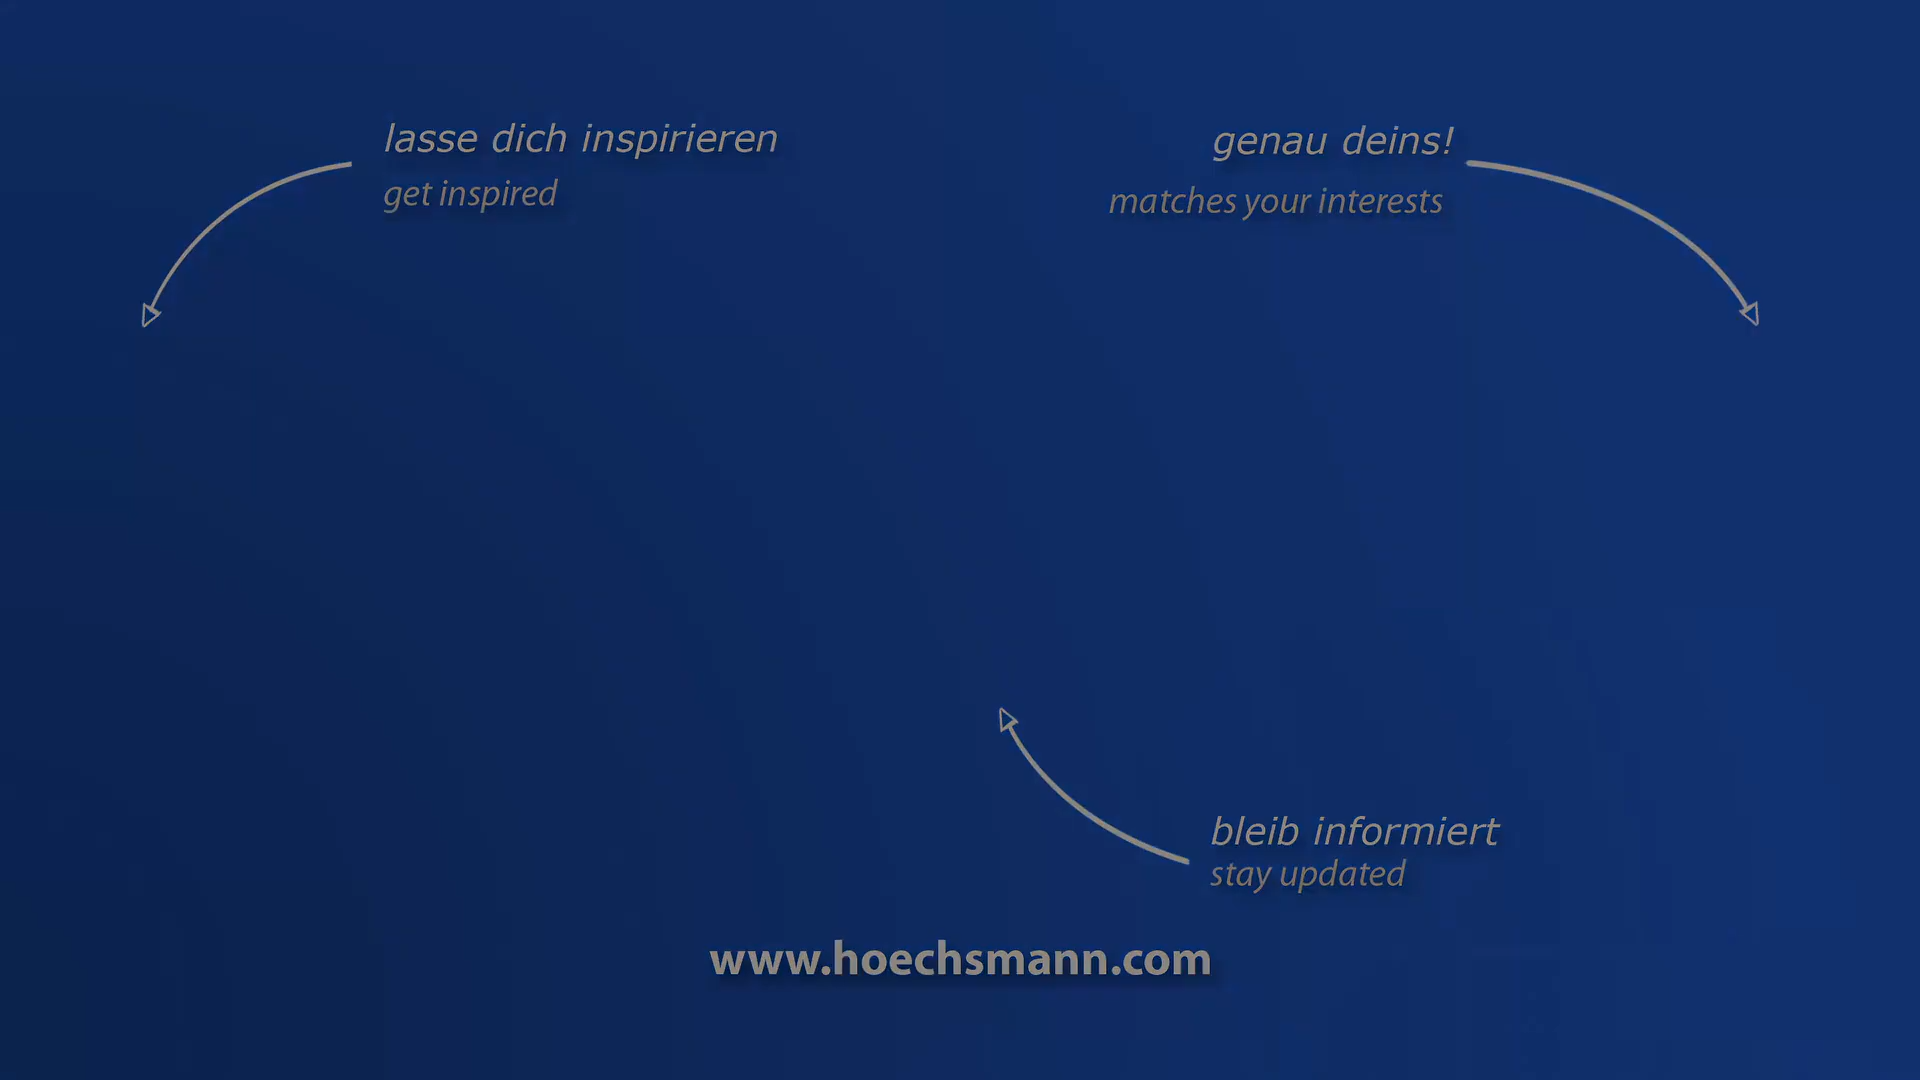 lasse dich inspirieren
get inspired
genau deins!
matches your interests
bleib informiert
stay updated
www.hoechsmann.com